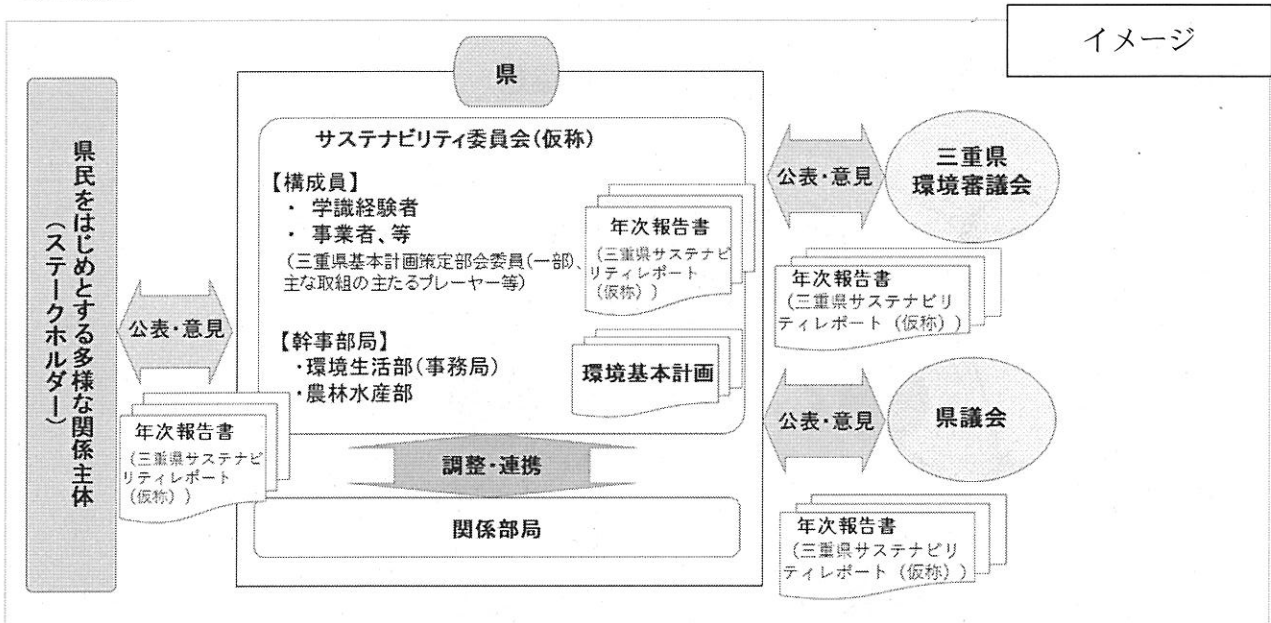 イメージ
県
県民をはじめとする多様な関係主体
(ステークホルダー)
公表・意見
年次報告書
(三重県サステナビ
リティレポート
(仮称))
サステナビリティ委員会(仮称)
【構成員】
・ 学識経験者
・ 事業者、等
(三重県基本計画策定部会委員(一部)、
主な取組の主たるプレーヤー等)
年次報告書
(三重県サステナビ
リティレポート
(仮称))
【幹事部局】
・環境生活部(事務局)
・農林水産部
環境基本計画
調整・連携
関係部局
公表・意見
三重県
環境審議会
年次報告書
(三重県サステナビリ
ティレポート(仮称))
公表・意見
県議会
年次報告書
(三重県サステナビリ
ティレポート(仮称))